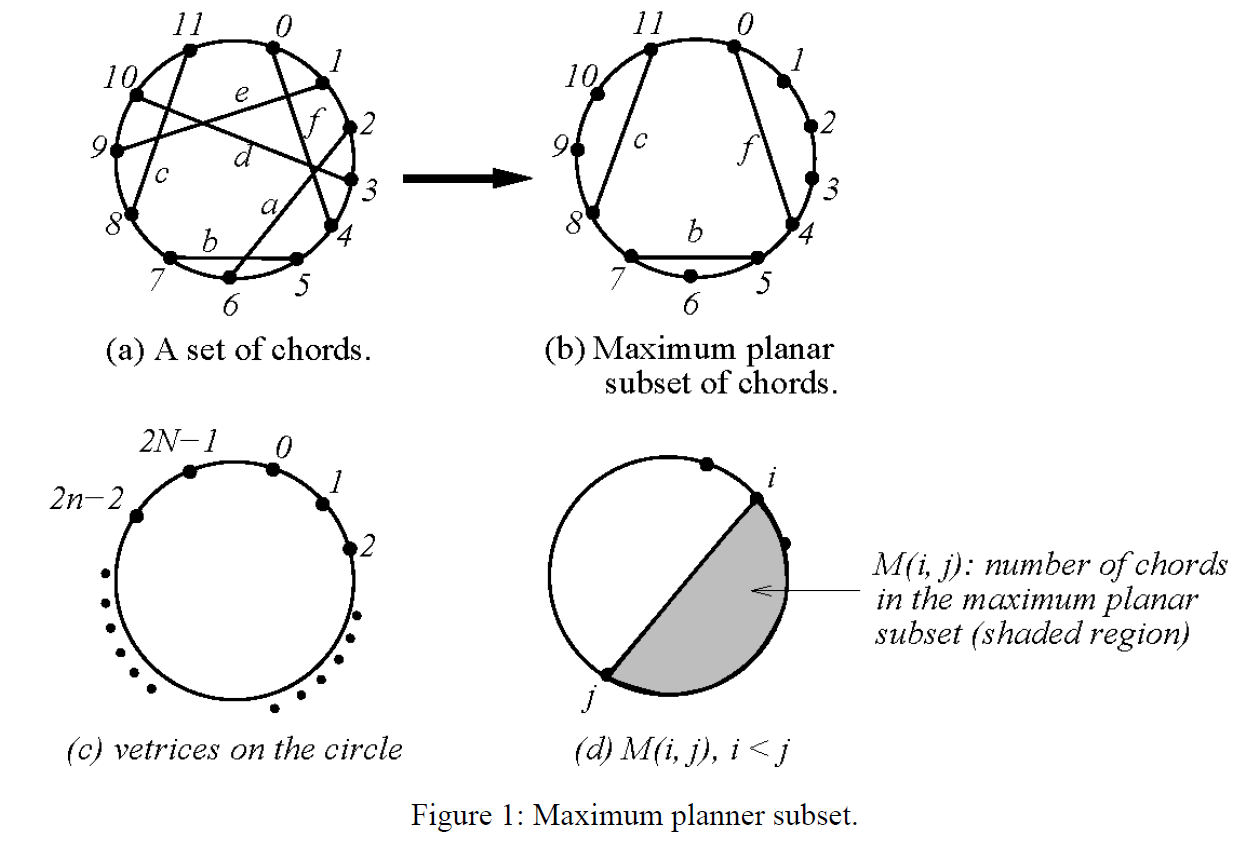 11 0
10 1
e
f 2
9 d
c 3
a
8 4
b
7 5
6
(a) A set of chords.
11 0
10 1
2
9 c f
3
8 4
b
7 5
6
(b) Maximum planar
subset of chords.
2N−1 0
2n−2 1
2
(c) vetrices on the circle
i
j
M(i, j): number of chords
in the maximum planar
subset (shaded region)
(d) M(i, j), i < j
Figure 1: Maximum planner subset.